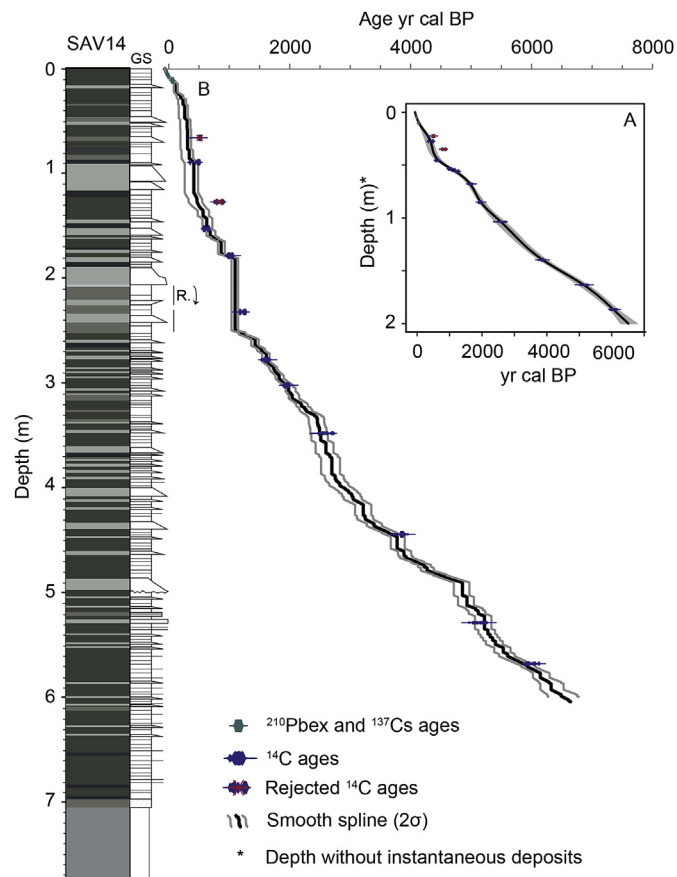 Age yr cal BP
SAV14
GS
0 2000 4000 6000 8000
0
1
2
3
4
5
6
7
Depth (m)
B
R.
A
0
1
2
Depth (m)*
0 2000 4000 6000
yr cal BP
²¹⁰Pbex and ¹³⁷Cs ages
¹⁴C ages
Rejected ¹⁴C ages
Smooth spline (2σ)
* Depth without instantaneous deposits